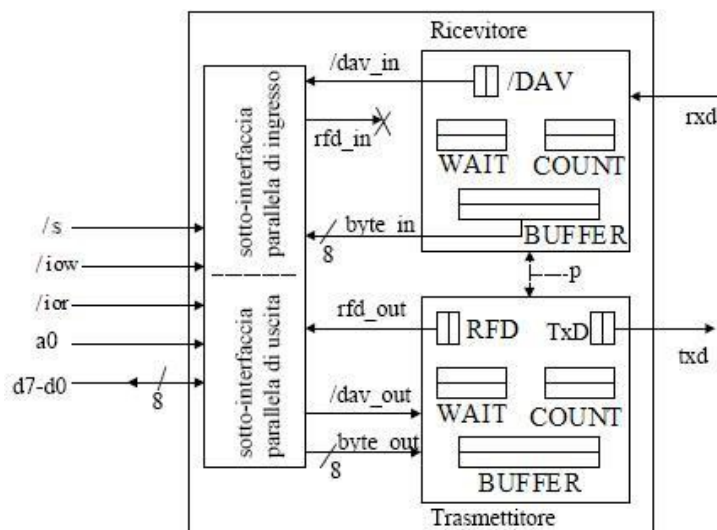 Ricevitore
/dav_in
/DAV
rfd_in
rxd
WAIT
COUNT
sotto-interfaccia
parallela di ingresso
/s
byte_in
8
BUFFER
/iow
p
/ior
rfd_out
RFD
TxD
a0
txd
sotto-interfaccia
parallela di uscita
d7-d0
8
/dav_out
WAIT
COUNT
byte_out
8
BUFFER
Trasmettitore